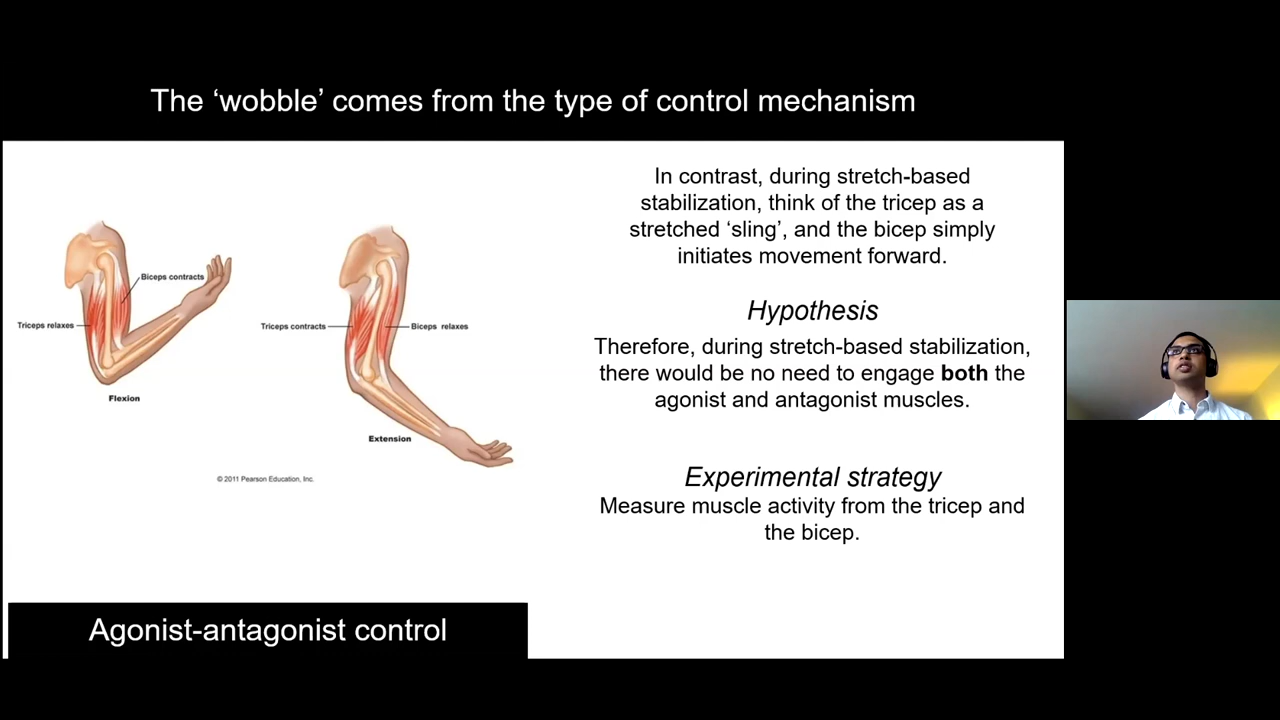 The ‘wobble’ comes from the type of control mechanism
In contrast, during stretch-based
stabilization, think of the tricep as a
stretched ‘sling’, and the bicep simply
initiates movement forward.
Hypothesis
Therefore, during stretch-based stabilization,
there would be no need to engage both the
agonist and antagonist muscles.
Experimental strategy
Measure muscle activity from the tricep and
the bicep.
Biceps contracts
Triceps relaxes
Flexion
Triceps contracts
Biceps relaxes
Extension
© 2011 Pearson Education, Inc.
Agonist-antagonist control